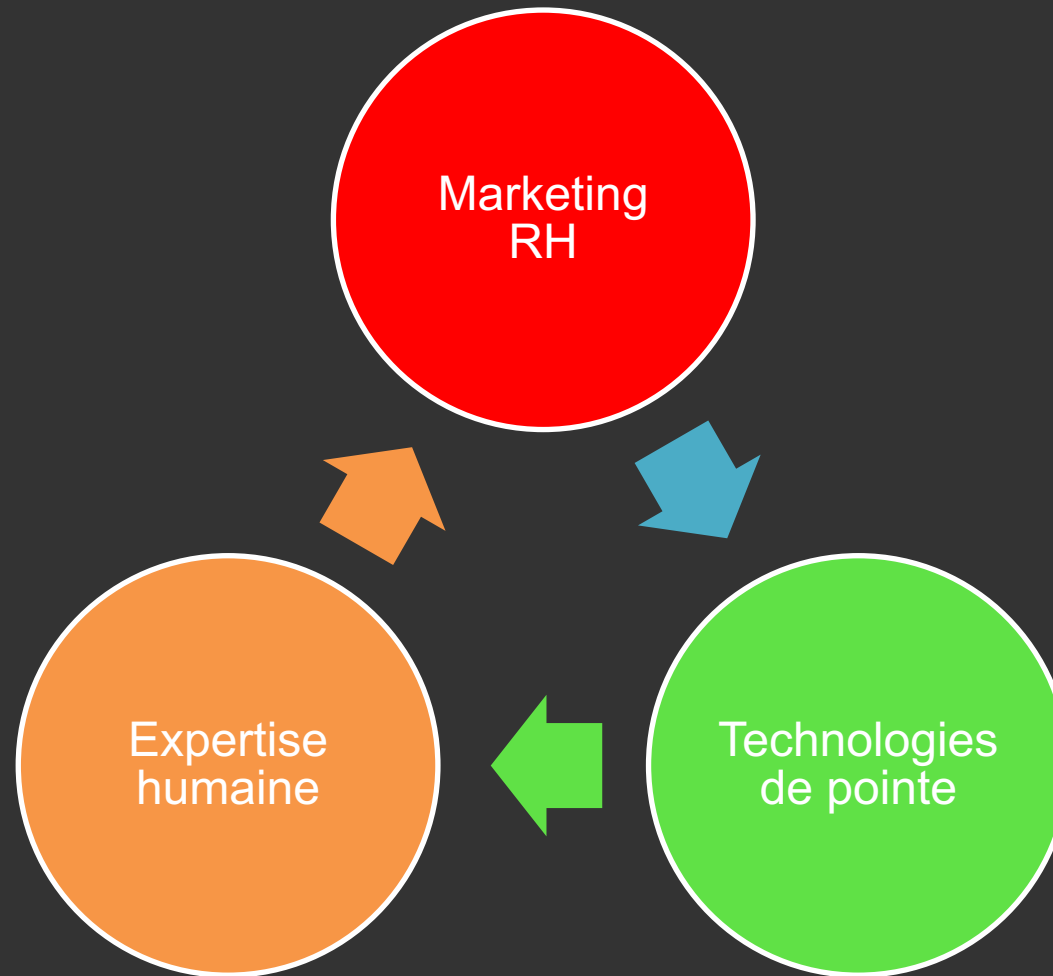 Marketing
RH
Expertise
humaine
Technologies
de pointe